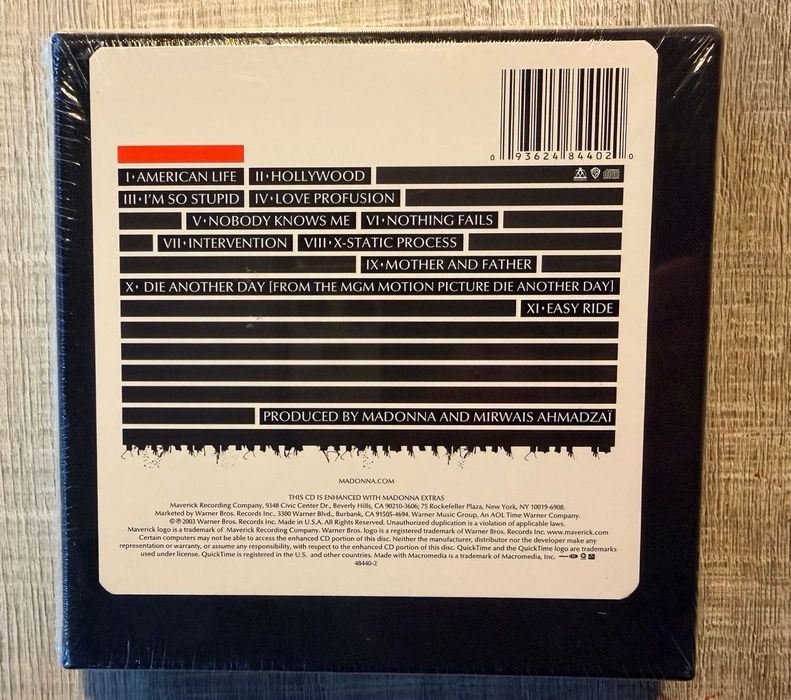 0 93624 84402 0
I • AMERICAN LIFE II • HOLLYWOOD
III • I'M SO STUPID IV • LOVE PROFUSION
V • NOBODY KNOWS ME VI • NOTHING FAILS
VII • INTERVENTION VIII • X-STATIC PROCESS
IX • MOTHER AND FATHER
X • DIE ANOTHER DAY [FROM THE MGM MOTION PICTURE DIE ANOTHER DAY]
XI • EASY RIDE
PRODUCED BY MADONNA AND MIRWAIS AHMADZAÏ
MADONNA.COM
THIS CD IS ENHANCED WITH MADONNA EXTRAS
Maverick Recording Company, 9348 Civic Center Dr., Beverly Hills, CA 90210-3606; 75 Rockefeller Plaza, New York, NY 10019-6908.
Marketed by Warner Bros. Records Inc., 3300 Warner Blvd., Burbank, CA 91505-4694. Warner Music Group, An AOL Time Warner Company.
© ℗ 2003 Warner Bros. Records Inc. Made in U.S.A. All Rights Reserved. Unauthorized duplication is a violation of applicable laws.
Maverick logo is a trademark of Maverick Recording Company. Warner Bros. logo is a registered trademark of Warner Bros. Records Inc. www.maverick.com
Certain computers may not be able to access the enhanced CD portion of this disc. Neither the manufacturer, distributor nor the developer make any
representation or warranty, or assume any responsibility, with respect to the enhanced CD portion of this disc. QuickTime and the QuickTime logo are trademarks
used under license. QuickTime is registered in the U.S. and other countries. Made with Macromedia is a trademark of Macromedia, Inc.
48440-2